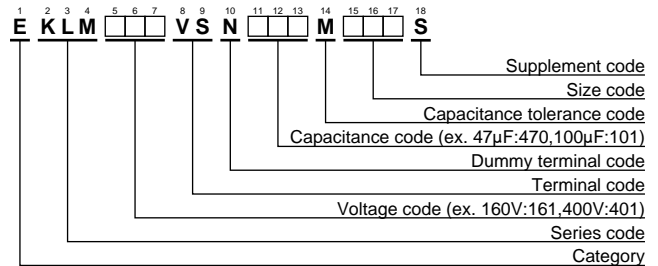 1 2 3 4 5 6 7 8 9 10 11 12 13 14 15 16 17 18
E K L M V S N M S
Supplement code
Size code
Capacitance tolerance code
Capacitance code (ex. 47μF:470,100μF:101)
Dummy terminal code
Terminal code
Voltage code (ex. 160V:161,400V:401)
Series code
Category